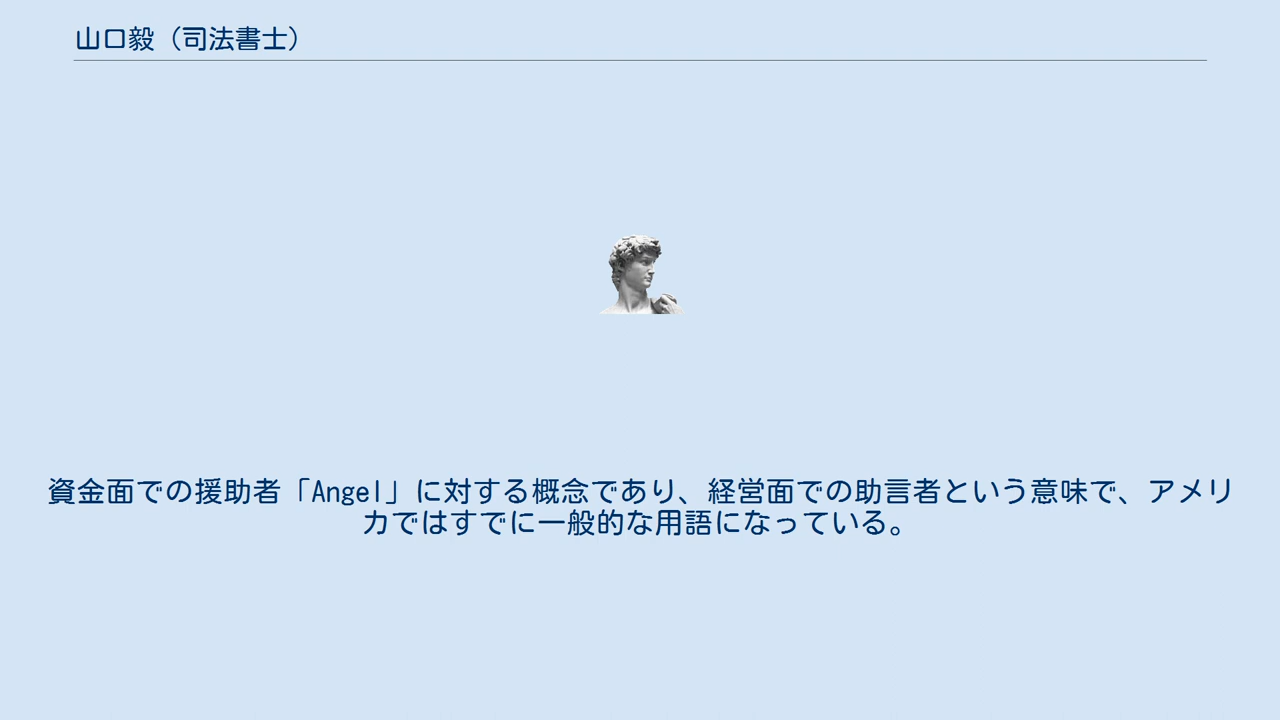 山口毅（司法書士）
資金面での援助者「Angel」に対する概念であり、経営面での助言者という意味で、アメリ
カではすでに一般的な用語になっている。